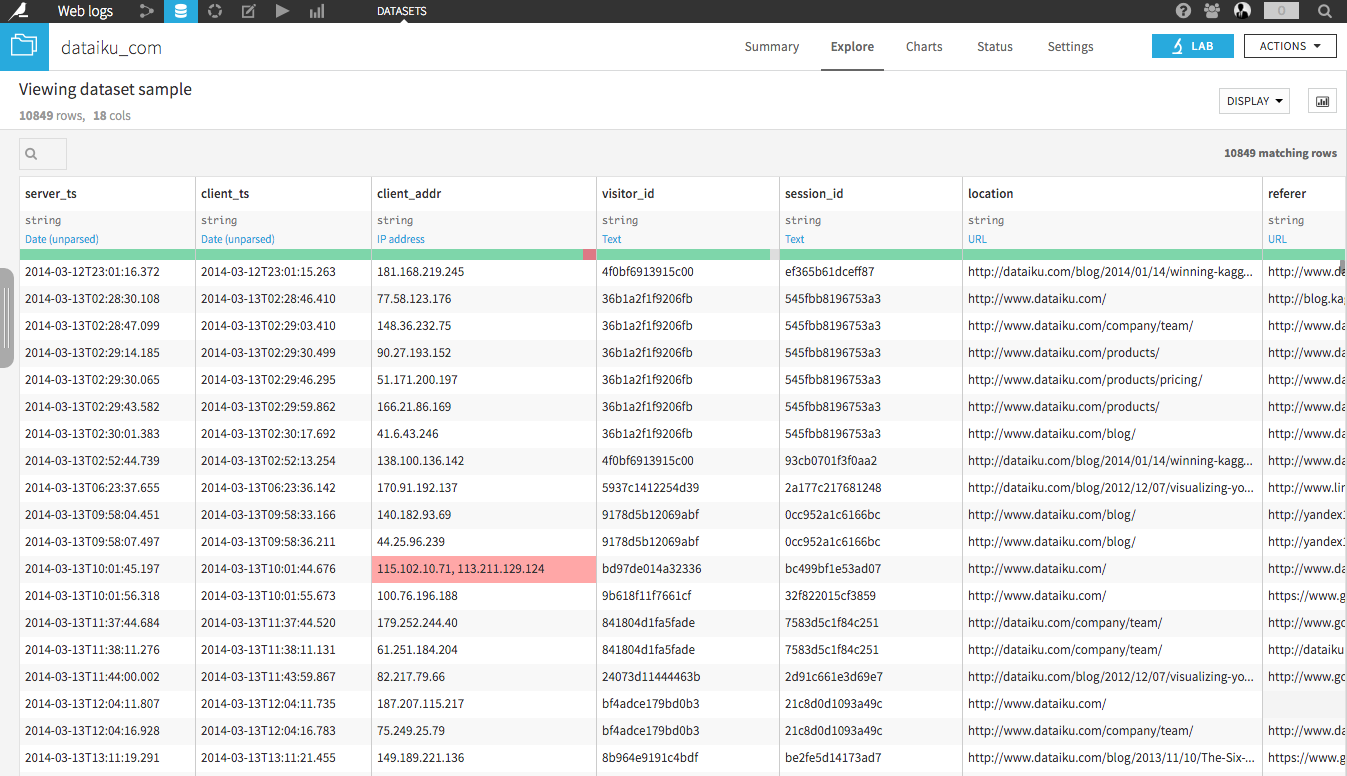 Web logs DATASETS 0
dataiku_com Summary Explore Charts Status Settings LAB ACTIONS
Viewing dataset sample
10849 rows, 18 cols DISPLAY
10849 matching rows
server_ts client_ts client_addr visitor_id session_id location referer
string string string string string string string
Date (unparsed) Date (unparsed) IP address Text Text URL URL
2014-03-12T23:01:16.372 2014-03-12T23:01:15.263 181.168.219.245 4f0bf6913915c00 ef365b61dceff87 http://dataiku.com/blog/2014/01/14/winning-kagg... http://www.da
2014-03-13T02:28:30.108 2014-03-13T02:28:46.410 77.58.123.176 36b1a2f1f9206fb 545fbb8196753a3 http://www.dataiku.com/ http://blog.ka
2014-03-13T02:28:47.099 2014-03-13T02:29:03.410 148.36.232.75 36b1a2f1f9206fb 545fbb8196753a3 http://www.dataiku.com/company/team/ http://www.da
2014-03-13T02:29:14.185 2014-03-13T02:29:30.499 90.27.193.152 36b1a2f1f9206fb 545fbb8196753a3 http://www.dataiku.com/products/ http://www.da
2014-03-13T02:29:30.065 2014-03-13T02:29:46.295 51.171.200.197 36b1a2f1f9206fb 545fbb8196753a3 http://www.dataiku.com/products/pricing/ http://www.da
2014-03-13T02:29:43.582 2014-03-13T02:29:59.862 166.21.86.169 36b1a2f1f9206fb 545fbb8196753a3 http://www.dataiku.com/products/ http://www.da
2014-03-13T02:30:01.383 2014-03-13T02:30:17.692 41.6.43.246 36b1a2f1f9206fb 545fbb8196753a3 http://www.dataiku.com/blog/ http://www.da
2014-03-13T02:52:44.739 2014-03-13T02:52:13.254 138.100.136.142 4f0bf6913915c00 93cb0701f3f0aa2 http://dataiku.com/blog/2014/01/14/winning-kagg... http://www.da
2014-03-13T06:23:37.655 2014-03-13T06:23:36.142 170.91.192.137 5937c1412254d39 2a177c217681248 http://www.dataiku.com/blog/2012/12/07/visualizing-yo... http://www.lin
2014-03-13T09:58:04.451 2014-03-13T09:58:33.166 140.182.93.69 9178d5b12069abf 0cc952a1c6166bc http://www.dataiku.com/blog/ http://yandex
2014-03-13T09:58:07.497 2014-03-13T09:58:36.211 44.25.96.239 9178d5b12069abf 0cc952a1c6166bc http://www.dataiku.com/blog/ http://yandex
2014-03-13T10:01:45.197 2014-03-13T10:01:44.676 115.102.10.71, 113.211.129.124 bd97de014a32336 bc499bf1e53ad07 http://www.dataiku.com/ http://www.da
2014-03-13T10:01:56.318 2014-03-13T10:01:55.673 100.76.196.188 9b618f11f7661cf 32f822015cf3859 http://www.dataiku.com/ https://www.g
2014-03-13T11:37:44.684 2014-03-13T11:37:44.520 179.252.244.40 841804d1fa5fade 7583d5c1f84c251 http://dataiku.com/company/team/ http://www.go
2014-03-13T11:38:11.276 2014-03-13T11:38:11.131 61.251.184.204 841804d1fa5fade 7583d5c1f84c251 http://dataiku.com/company/team/ http://dataiku
2014-03-13T11:44:00.002 2014-03-13T11:43:59.867 82.217.79.66 24073d11444463b 2d91c661e3d69e7 http://dataiku.com/blog/2012/12/07/visualizing-yo... http://www.go
2014-03-13T12:04:11.807 2014-03-13T12:04:11.735 187.207.115.217 bf4adce179bd0b3 21c8d0d1093a49c http://www.dataiku.com/
2014-03-13T12:04:16.928 2014-03-13T12:04:16.783 75.249.25.79 bf4adce179bd0b3 21c8d0d1093a49c http://www.dataiku.com/company/team/ http://www.da
2014-03-13T13:11:19.291 2014-03-13T13:11:21.455 149.189.221.136 8b964e9191c4bdf be2fe5d14173ad7 http://www.dataiku.com/blog/2013/11/10/The-Six-... https://www.g